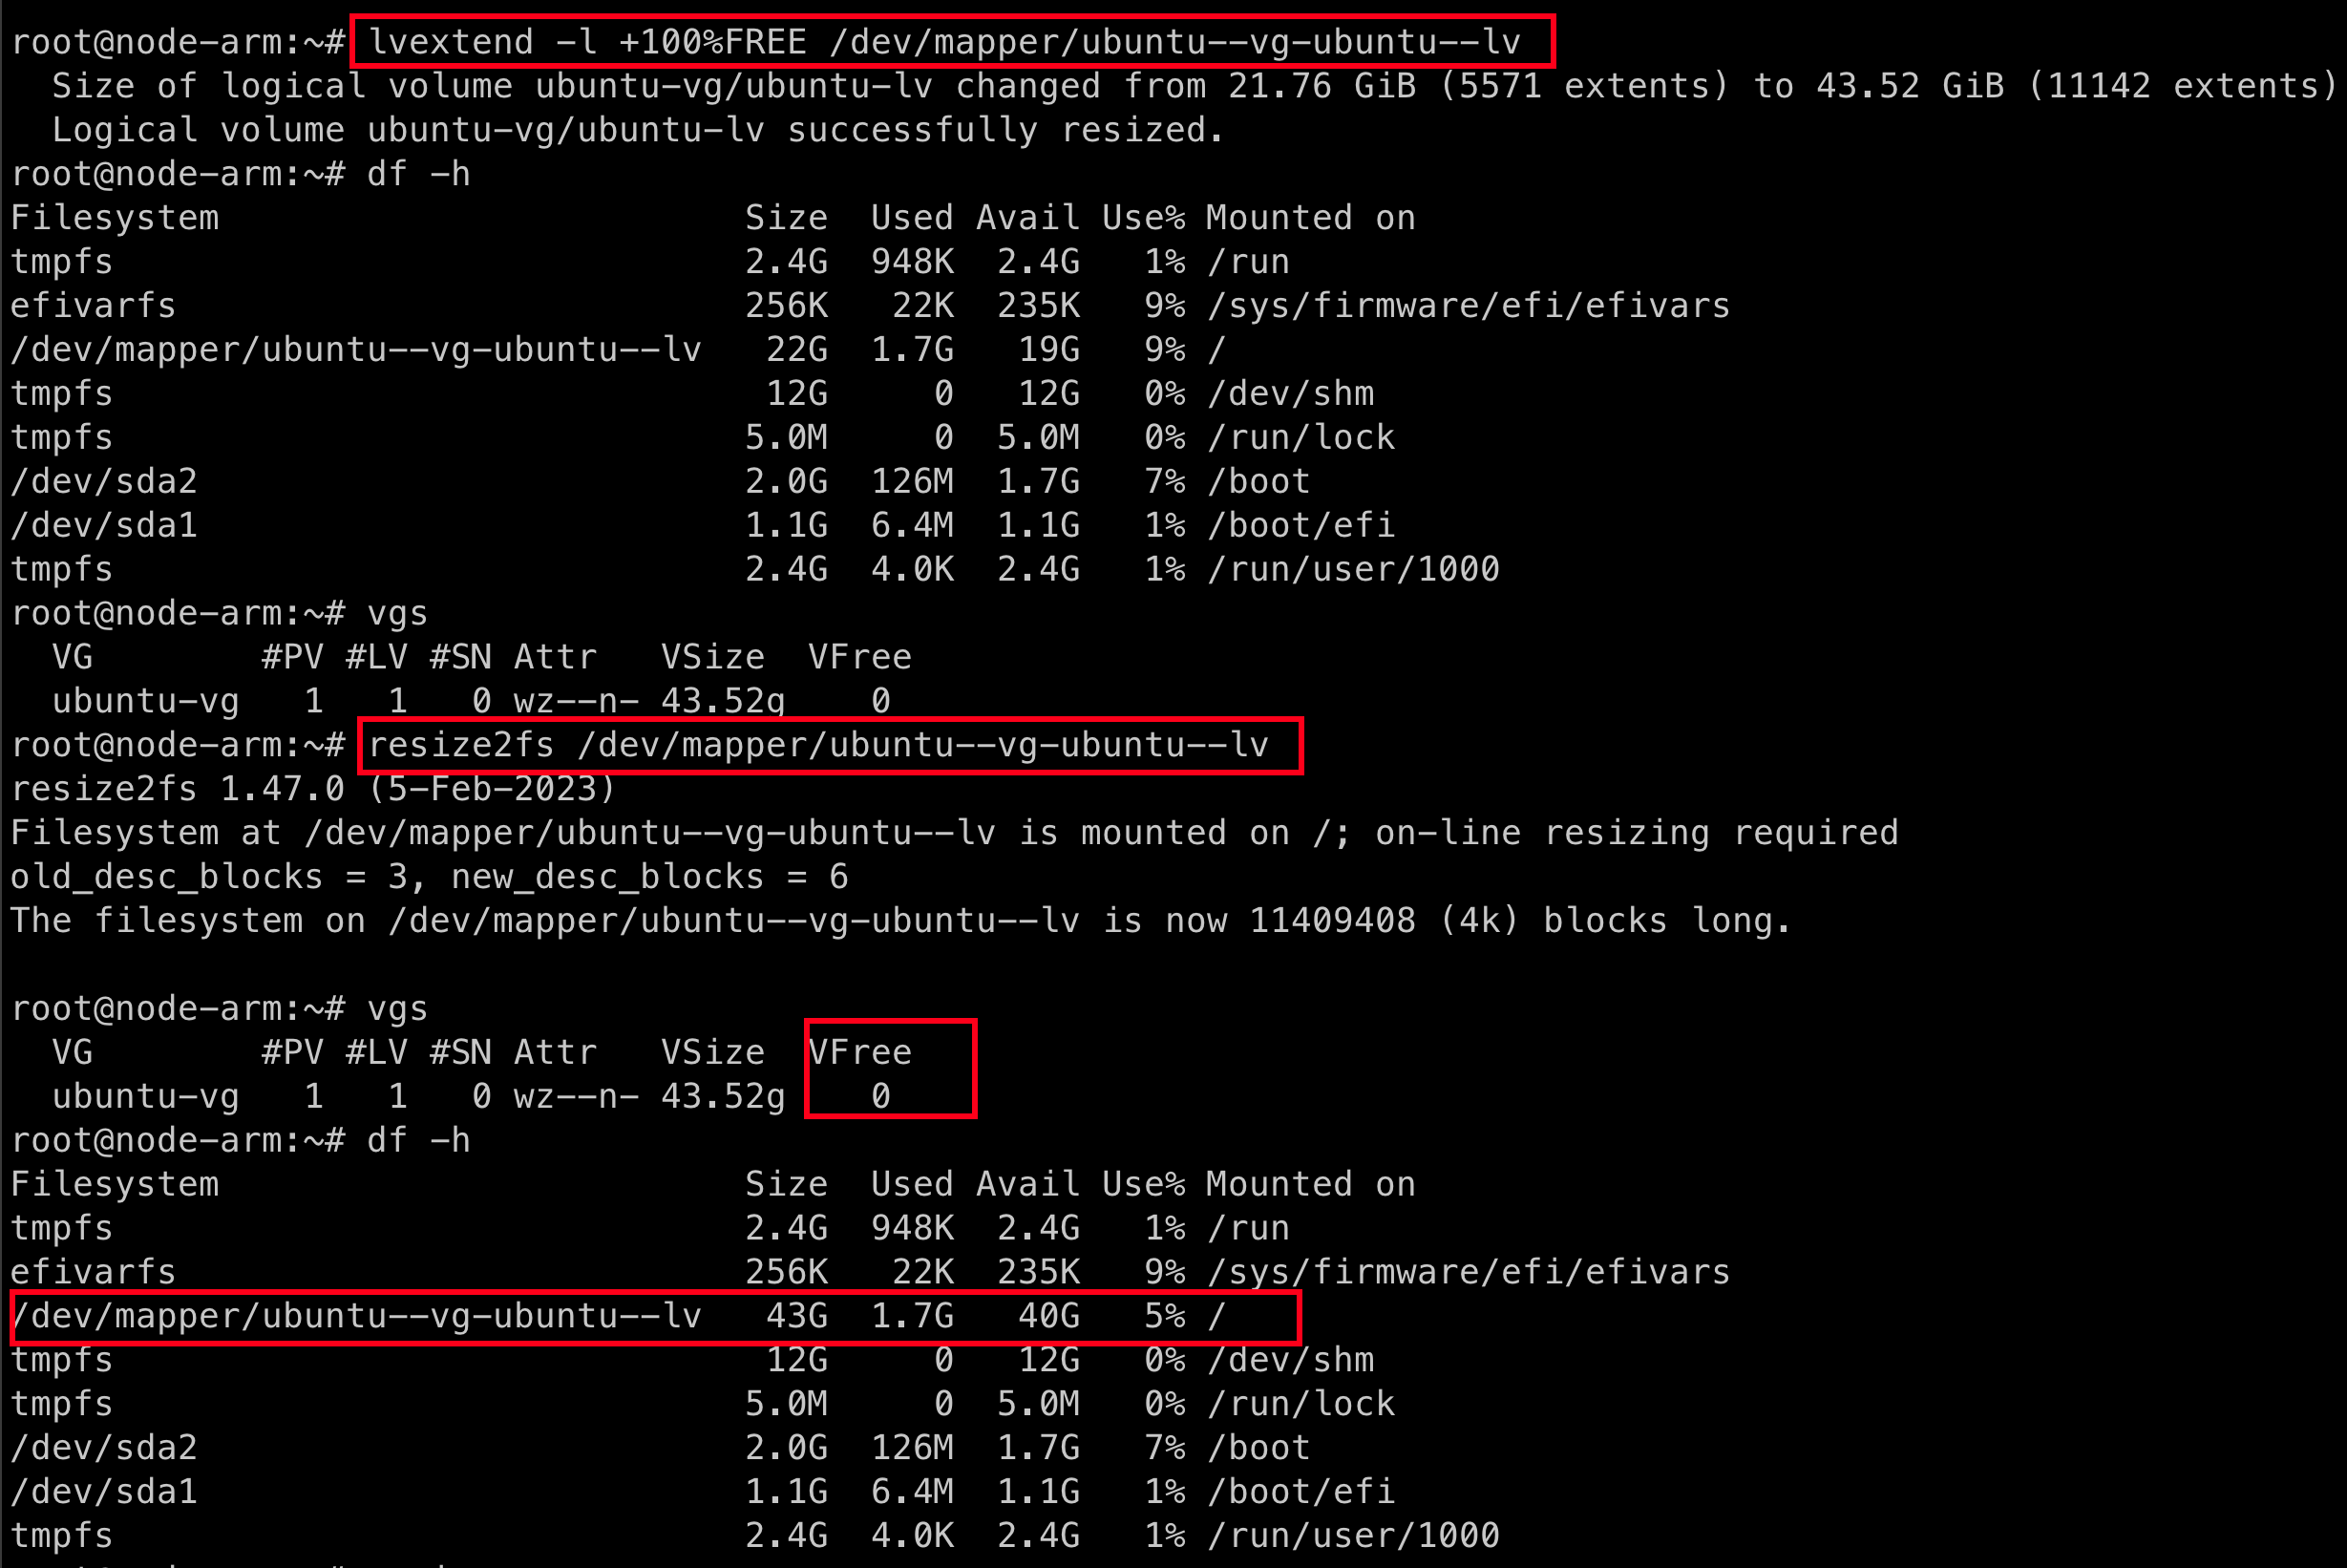 root@node-arm:~# lvextend -l +100%FREE /dev/mapper/ubuntu--vg-ubuntu--lv
  Size of logical volume ubuntu-vg/ubuntu-lv changed from 21.76 GiB (5571 extents) to 43.52 GiB (11142 extents)
  Logical volume ubuntu-vg/ubuntu-lv successfully resized.
root@node-arm:~# df -h
Filesystem                         Size  Used Avail Use% Mounted on
tmpfs                              2.4G  948K  2.4G   1% /run
efivarfs                           256K   22K  235K   9% /sys/firmware/efi/efivars
/dev/mapper/ubuntu--vg-ubuntu--lv   22G  1.7G   19G   9% /
tmpfs                               12G     0   12G   0% /dev/shm
tmpfs                              5.0M     0  5.0M   0% /run/lock
/dev/sda2                          2.0G  126M  1.7G   7% /boot
/dev/sda1                          1.1G  6.4M  1.1G   1% /boot/efi
tmpfs                              2.4G  4.0K  2.4G   1% /run/user/1000
root@node-arm:~# vgs
  VG        #PV #LV #SN Attr   VSize  VFree
  ubuntu-vg   1   1   0 wz--n- 43.52g    0
root@node-arm:~# resize2fs /dev/mapper/ubuntu--vg-ubuntu--lv
resize2fs 1.47.0 (5-Feb-2023)
Filesystem at /dev/mapper/ubuntu--vg-ubuntu--lv is mounted on /; on-line resizing required
old_desc_blocks = 3, new_desc_blocks = 6
The filesystem on /dev/mapper/ubuntu--vg-ubuntu--lv is now 11409408 (4k) blocks long.
root@node-arm:~# vgs
  VG        #PV #LV #SN Attr   VSize  VFree
  ubuntu-vg   1   1   0 wz--n- 43.52g    0
root@node-arm:~# df -h
Filesystem                         Size  Used Avail Use% Mounted on
tmpfs                              2.4G  948K  2.4G   1% /run
efivarfs                           256K   22K  235K   9% /sys/firmware/efi/efivars
/dev/mapper/ubuntu--vg-ubuntu--lv   43G  1.7G   40G   5% /
tmpfs                               12G     0   12G   0% /dev/shm
tmpfs                              5.0M     0  5.0M   0% /run/lock
/dev/sda2                          2.0G  126M  1.7G   7% /boot
/dev/sda1                          1.1G  6.4M  1.1G   1% /boot/efi
tmpfs                              2.4G  4.0K  2.4G   1% /run/user/1000